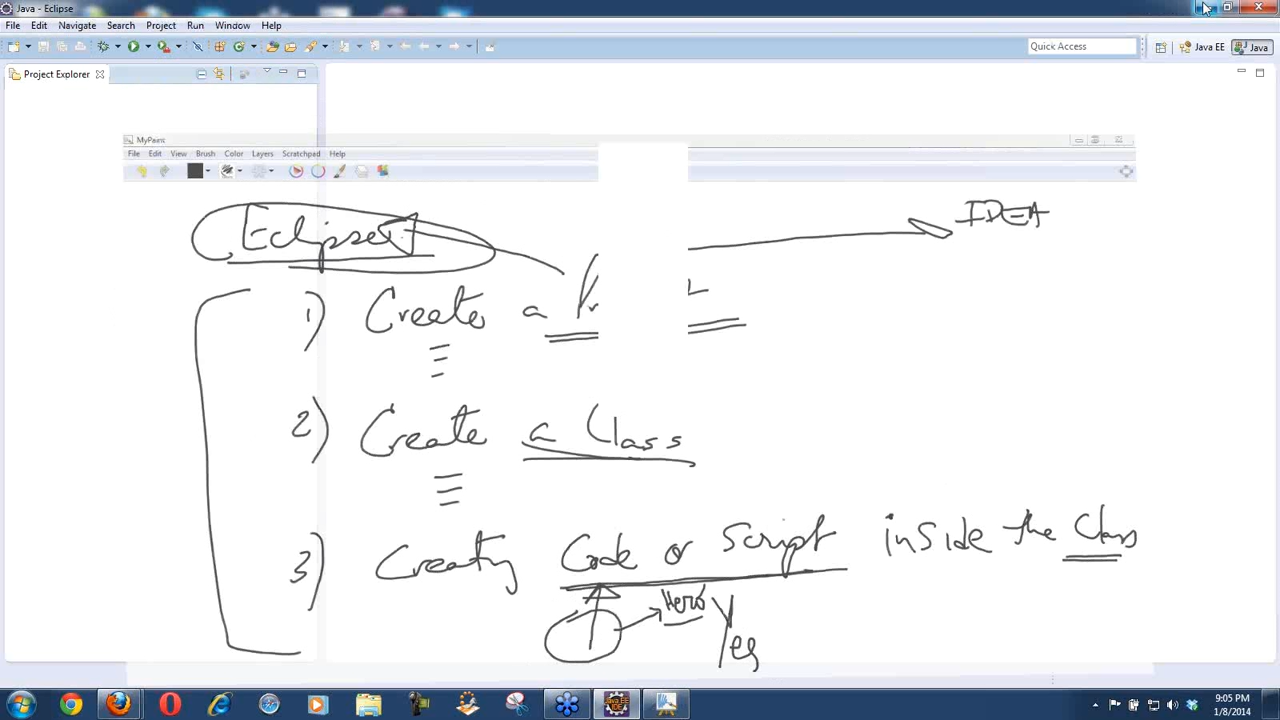 Java - Eclipse
File Edit Navigate Search Project Run Window Help
Quick Access
Java EE
Java
Project Explorer
MyPaint
File Edit View Brush Color Layers Scratchpad Help
Eclipse
IDEA
1) Create a
2) Create a Class
3) Creating Code or Script inside the Class
Hero
Yes
9:05 PM
1/8/2014